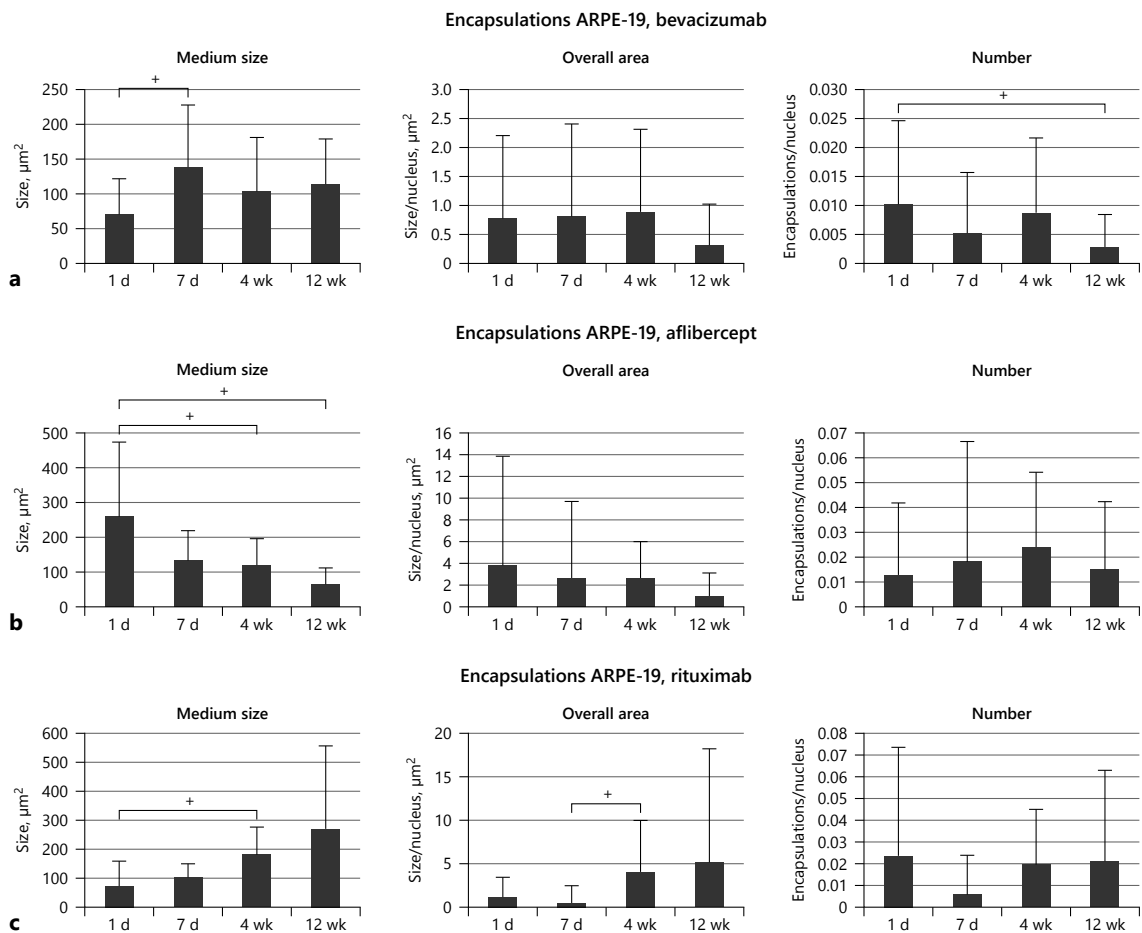 Encapsulations ARPE-19, bevacizumab
Medium size
Overall area
Number
Size, µm²
250
200
150
100
50
0
+
1 d 7 d 4 wk 12 wk
Size/nucleus, µm²
3.0
2.5
2.0
1.5
1.0
0.5
0
1 d 7 d 4 wk 12 wk
Encapsulations/nucleus
0.030
0.025
0.020
0.015
0.010
0.005
0
+
1 d 7 d 4 wk 12 wk
a
Encapsulations ARPE-19, aflibercept
Medium size
Overall area
Number
Size, µm²
+
+
500
400
300
200
100
0
1 d 7 d 4 wk 12 wk
Size/nucleus, µm²
16
14
12
10
8
6
4
2
0
1 d 7 d 4 wk 12 wk
Encapsulations/nucleus
0.07
0.06
0.05
0.04
0.03
0.02
0.01
0
1 d 7 d 4 wk 12 wk
b
Encapsulations ARPE-19, rituximab
Medium size
Overall area
Number
Size, µm²
600
500
400
300
200
100
0
+
1 d 7 d 4 wk 12 wk
Size/nucleus, µm²
20
15
10
5
0
+
1 d 7 d 4 wk 12 wk
Encapsulations/nucleus
0.08
0.07
0.06
0.05
0.04
0.03
0.02
0.01
0
1 d 7 d 4 wk 12 wk
c